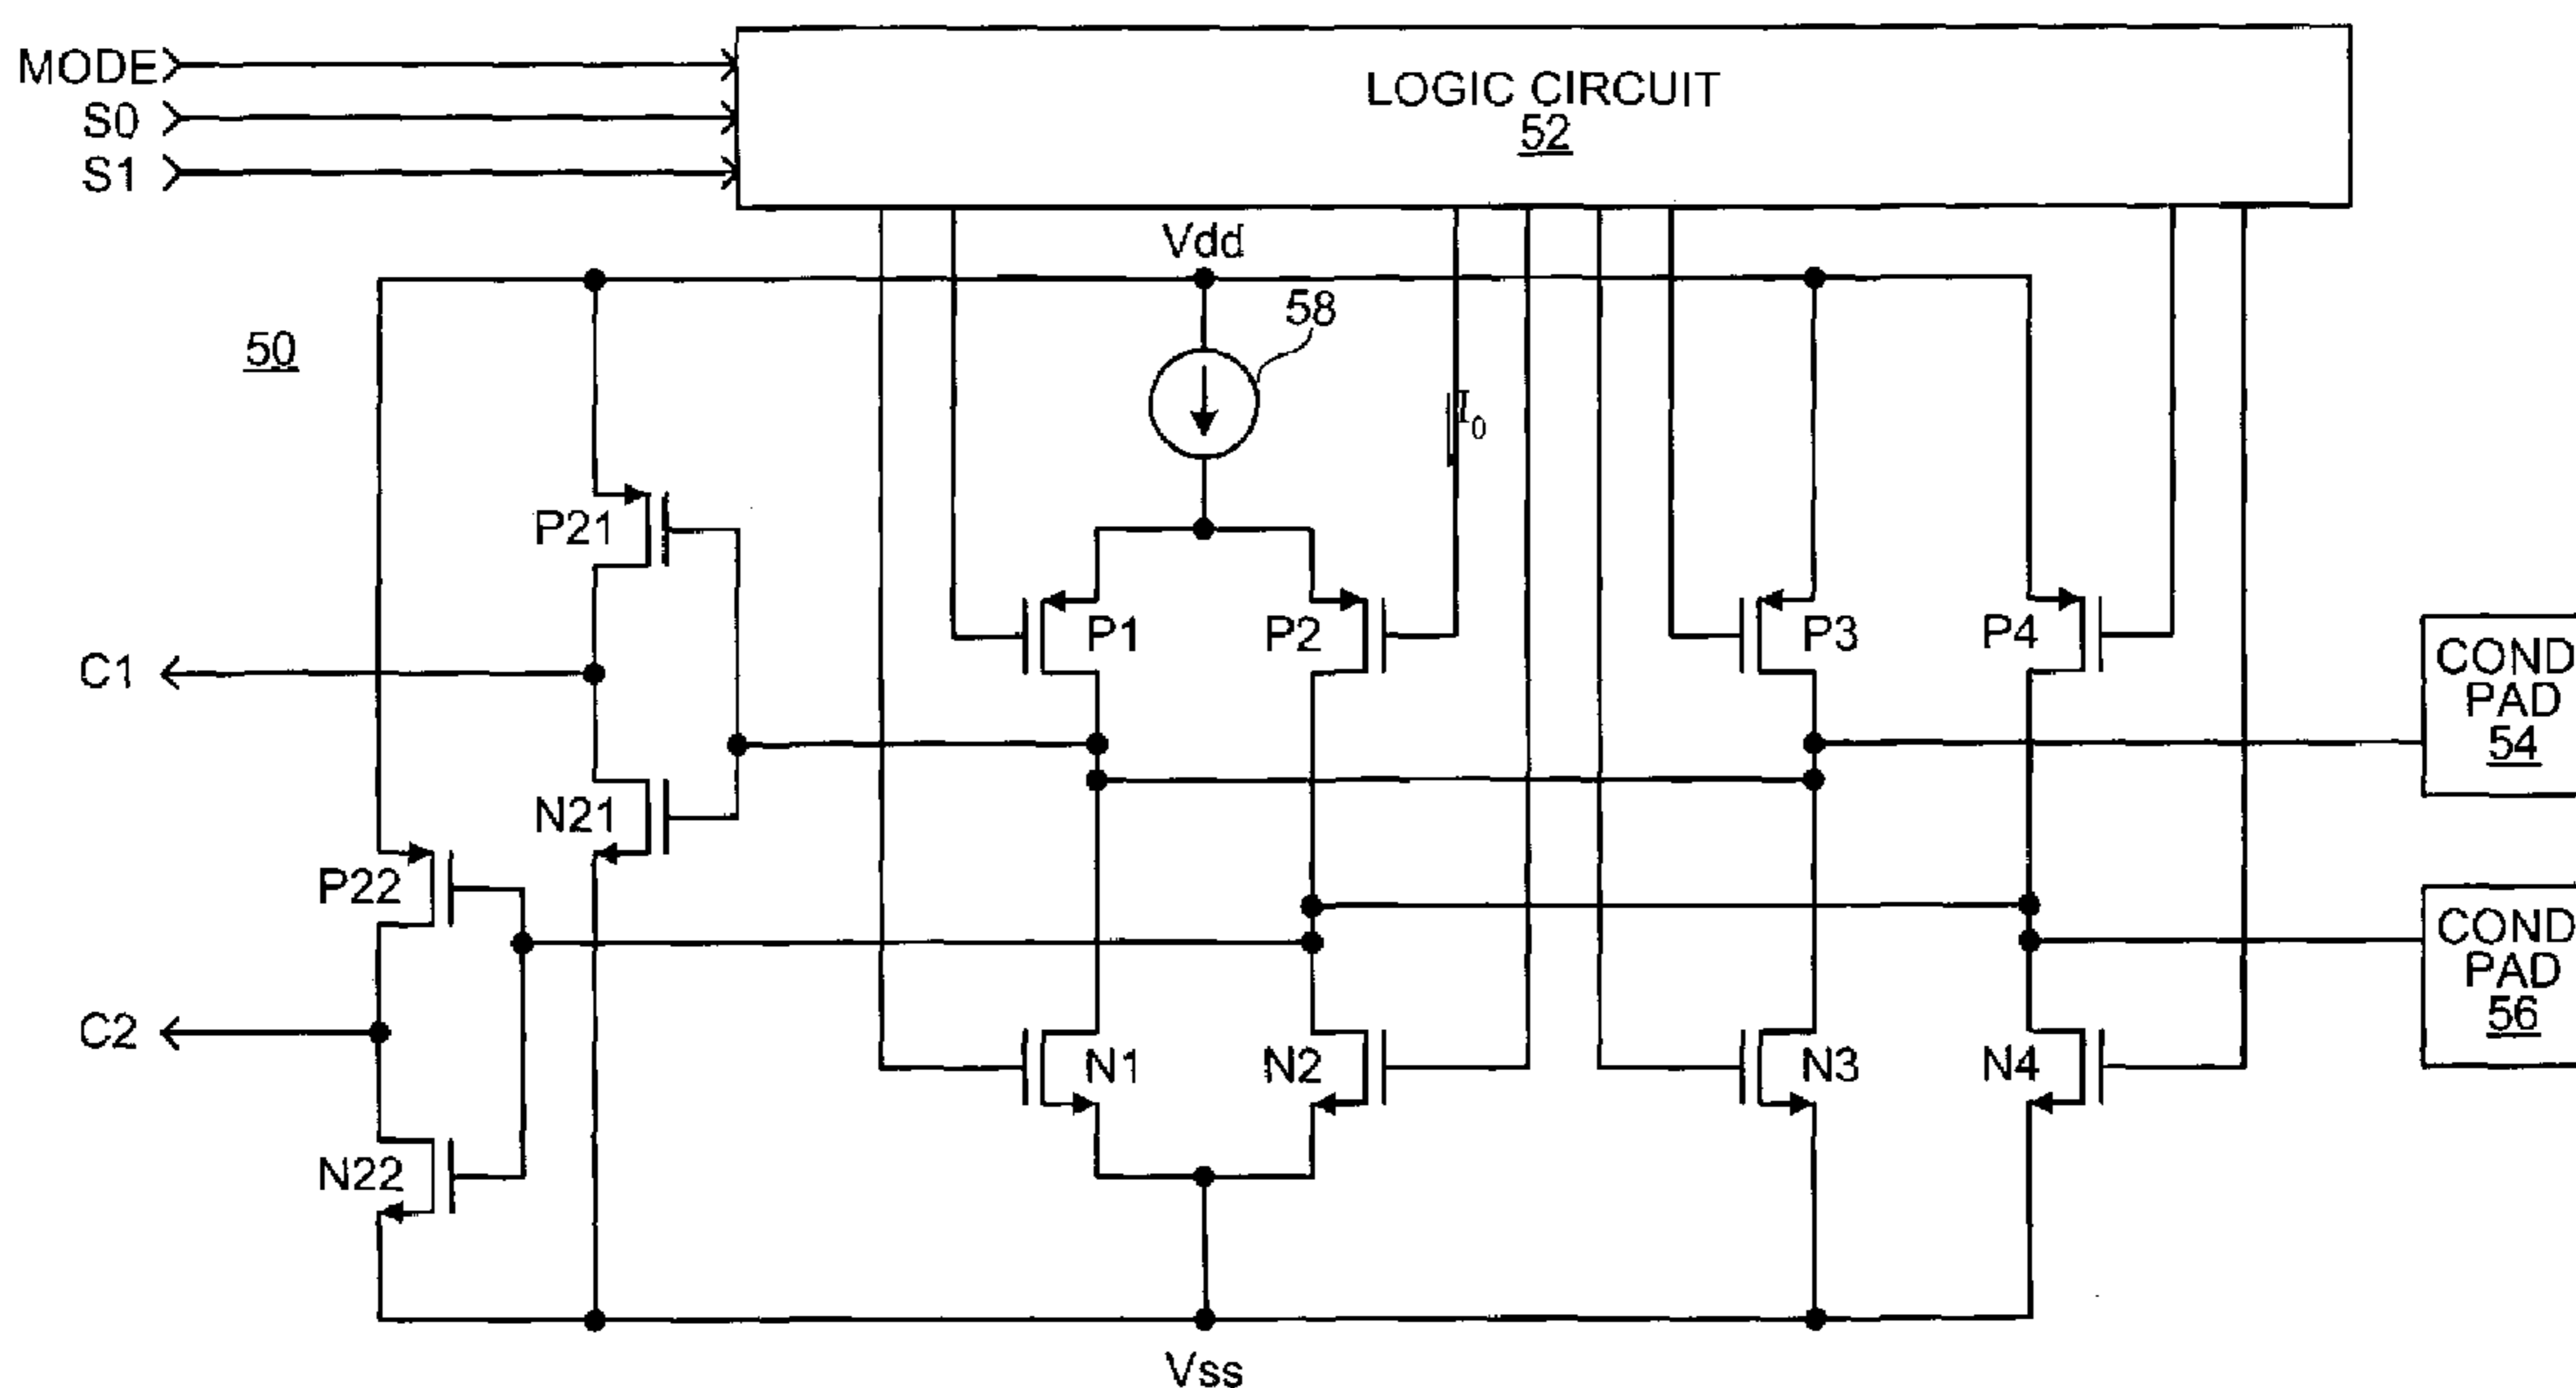 MODE
LOGIC CIRCUIT
52
S0
S1
Vdd
58
50
I0
P21
P1
P2
P3
P4
COND
PAD
54
C1
N21
P22
COND
PAD
56
C2
N1
N2
N3
N4
N22
Vss